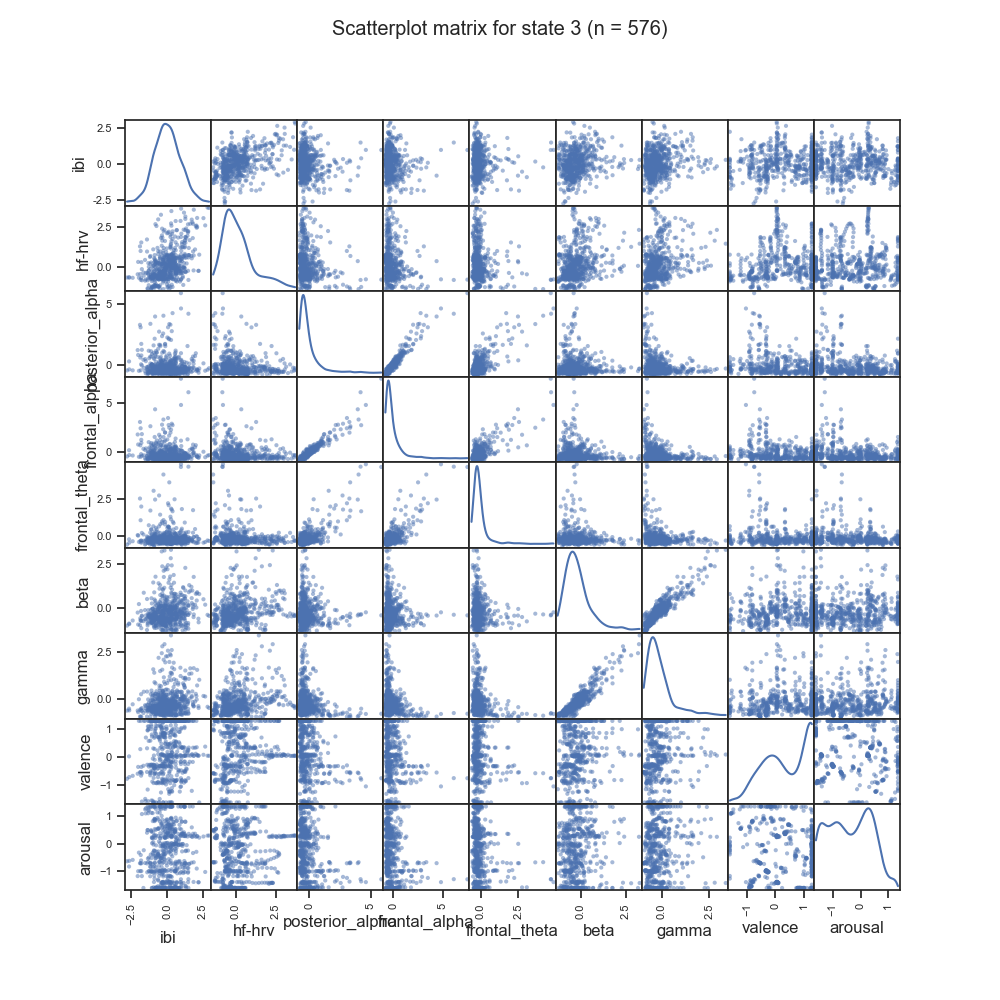 Scatterplot matrix for state 3 (n = 576)
ibi
2.5
0.0
−2.5
hf-hrv
2.5
0.0
posterior_alpha
5
0
frontal_alpha
5
0
frontal_theta
2.5
0.0
beta
2.5
0.0
gamma
2.5
0.0
valence
1
0
−1
arousal
1
0
−1
−2.5 0.0 2.5 0.0 2.5 0 5 0 5 0.0 2.5 0.0 2.5 0.0 2.5 −1 0 1 −1 0 1
ibi hf-hrv posterior_alpha frontal_alpha frontal_theta beta gamma valence arousal